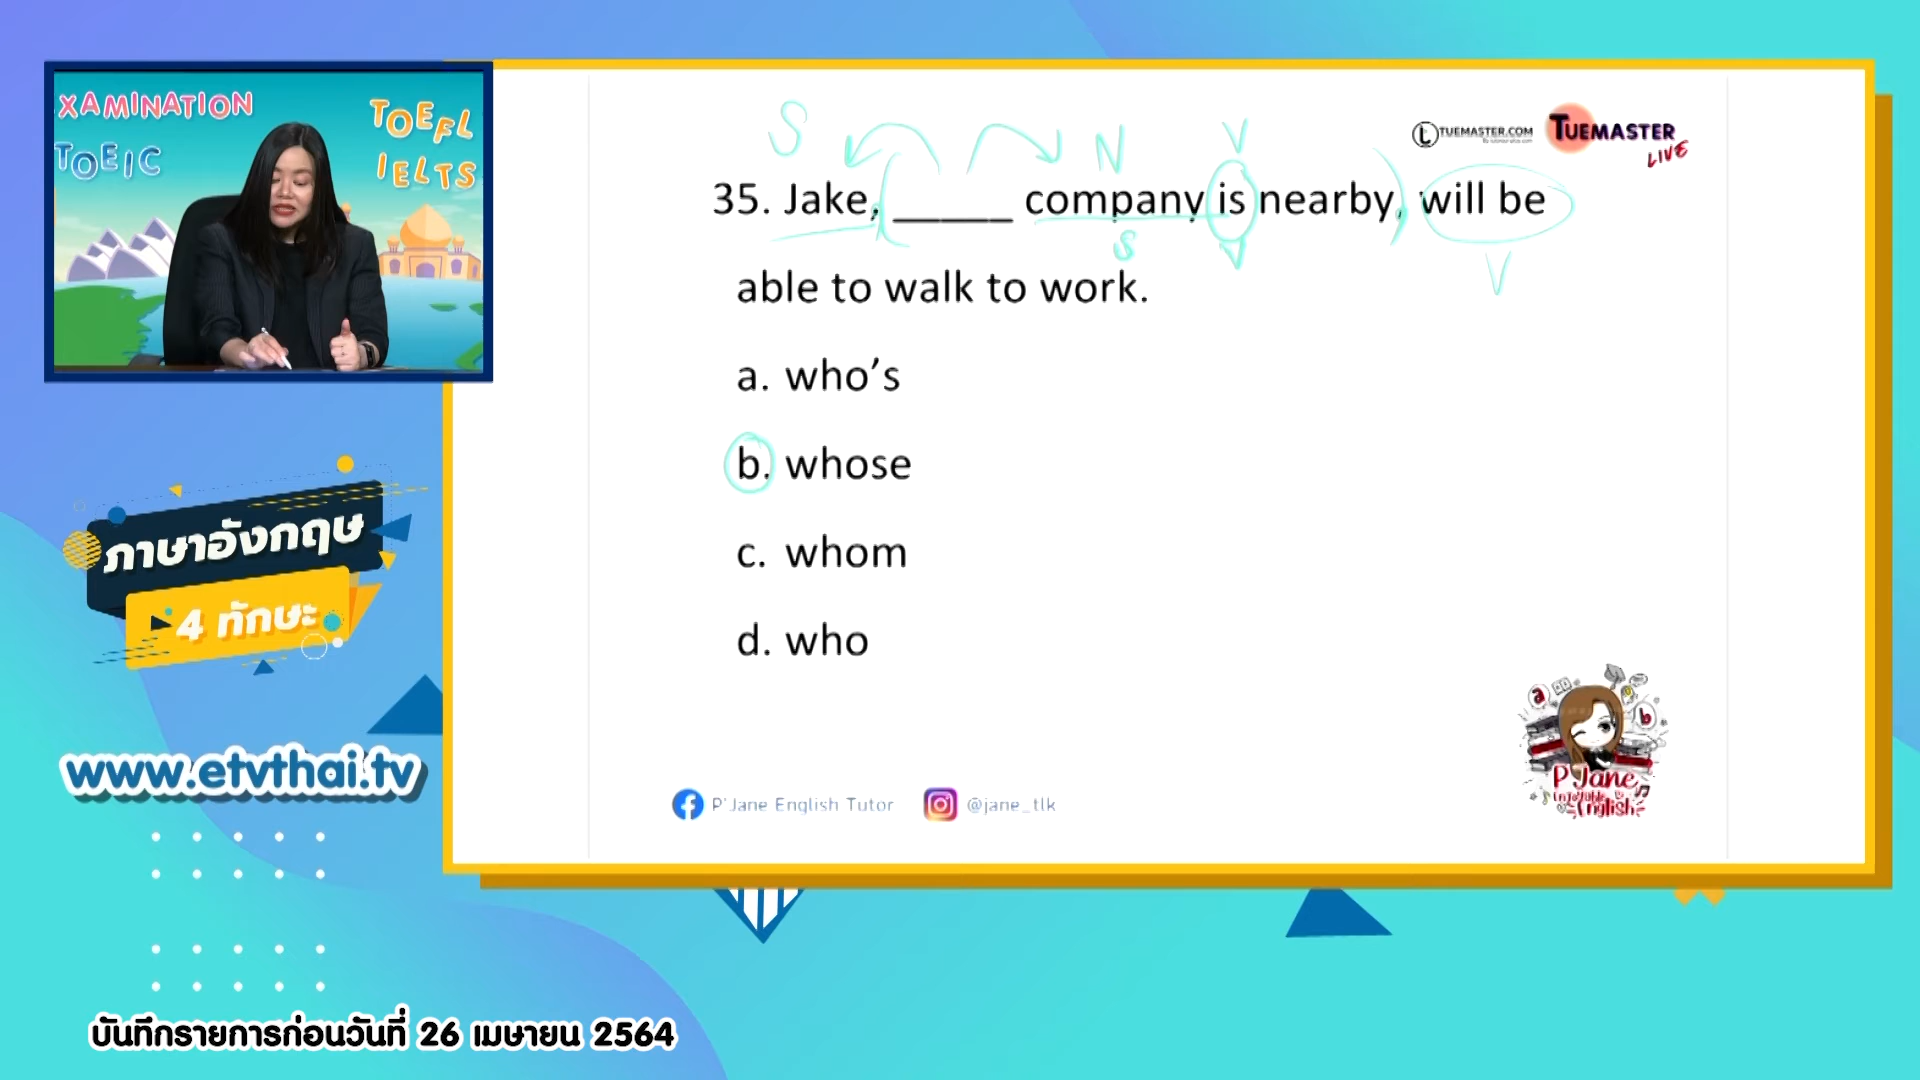 XAMINATION
TOEIC
TOEFL
IELTS
S
N
V
TUEMASTER.COM
TUEMASTER
LIVE
35. Jake, _____ company is nearby, will be
S
V
V
able to walk to work.
a. who’s
b. whose
c. whom
d. who
ภาษาอังกฤษ
4 ทักษะ
www.etvthai.tv
P'Jane English Tutor
@jane_tlk
a
b
P'Jane
English
บันทึกรายการก่อนวันที่ 26 เมษายน 2564